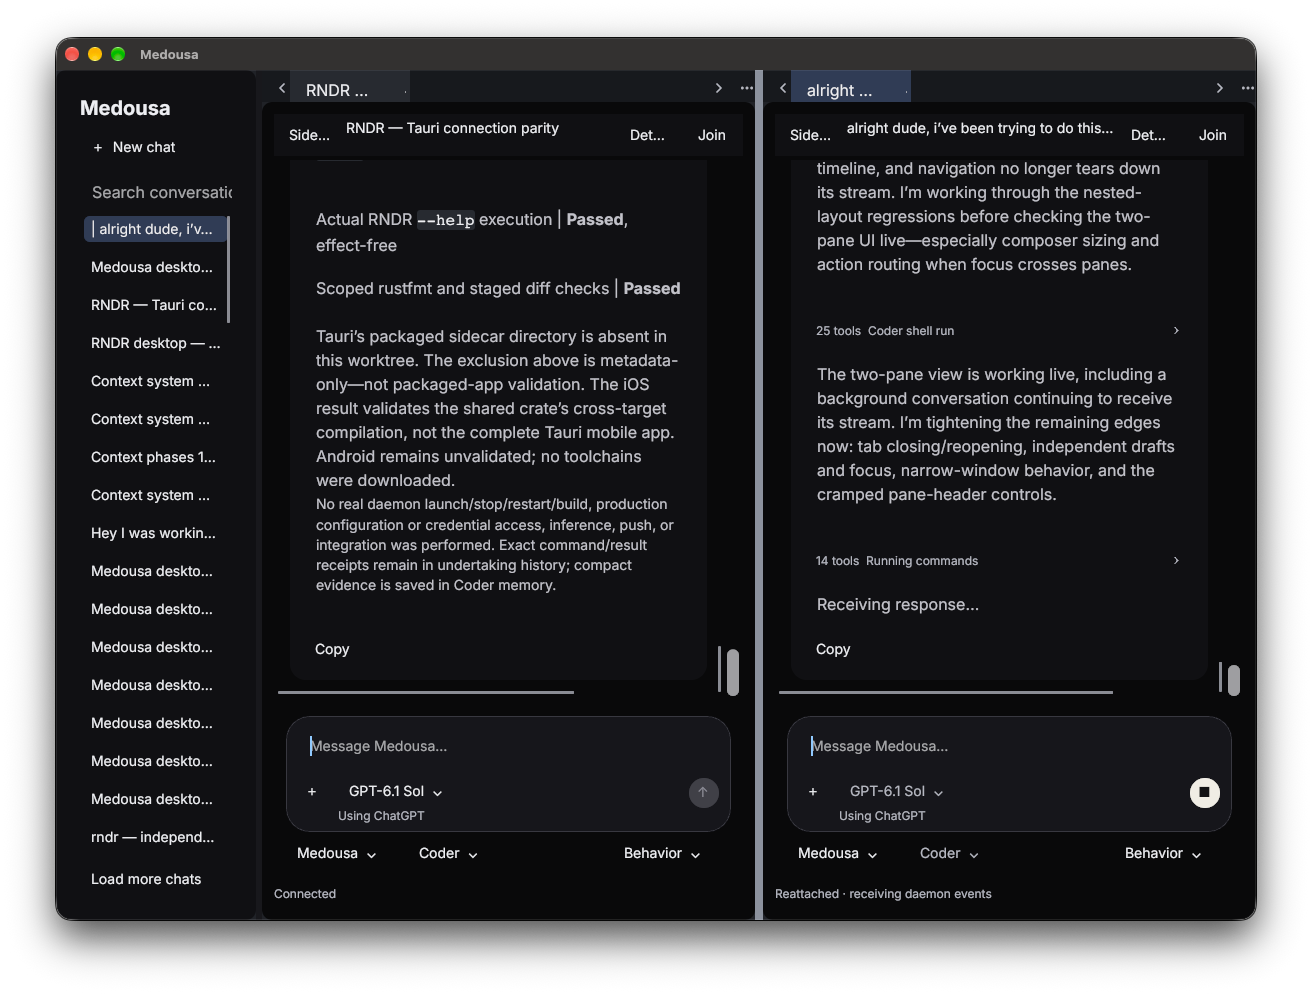 Medousa
Medousa
+ New chat
Search conversatio
alright dude, i'v...
Medousa deskto...
RNDR — Tauri co...
RNDR desktop — ...
Context system ...
Context system ...
Context phases 1...
Context system ...
Hey I was workin...
Medousa deskto...
Medousa deskto...
Medousa deskto...
Medousa deskto...
Medousa deskto...
Medousa deskto...
Medousa deskto...
rndr — independ...
Load more chats
RNDR ...
Side... RNDR — Tauri connection parity Det... Join
Actual RNDR --help execution | Passed,
effect-free
Scoped rustfmt and staged diff checks | Passed
Tauri's packaged sidecar directory is absent in
this worktree. The exclusion above is metadata-
only—not packaged-app validation. The iOS
result validates the shared crate's cross-target
compilation, not the complete Tauri mobile app.
Android remains unvalidated; no toolchains
were downloaded.
No real daemon launch/stop/restart/build, production
configuration or credential access, inference, push, or
integration was performed. Exact command/result
receipts remain in undertaking history; compact
evidence is saved in Coder memory.
Copy
Message Medousa...
+ GPT-6.1 Sol
Using ChatGPT
Medousa Coder Behavior
Connected
alright ...
Side... alright dude, i've been trying to do this... Det... Join
timeline, and navigation no longer tears down
its stream. I'm working through the nested-
layout regressions before checking the two-
pane UI live—especially composer sizing and
action routing when focus crosses panes.
25 tools Coder shell run
The two-pane view is working live, including a
background conversation continuing to receive
its stream. I'm tightening the remaining edges
now: tab closing/reopening, independent drafts
and focus, narrow-window behavior, and the
cramped pane-header controls.
14 tools Running commands
Receiving response...
Copy
Message Medousa...
+ GPT-6.1 Sol
Using ChatGPT
Medousa Coder Behavior
Reattached · receiving daemon events